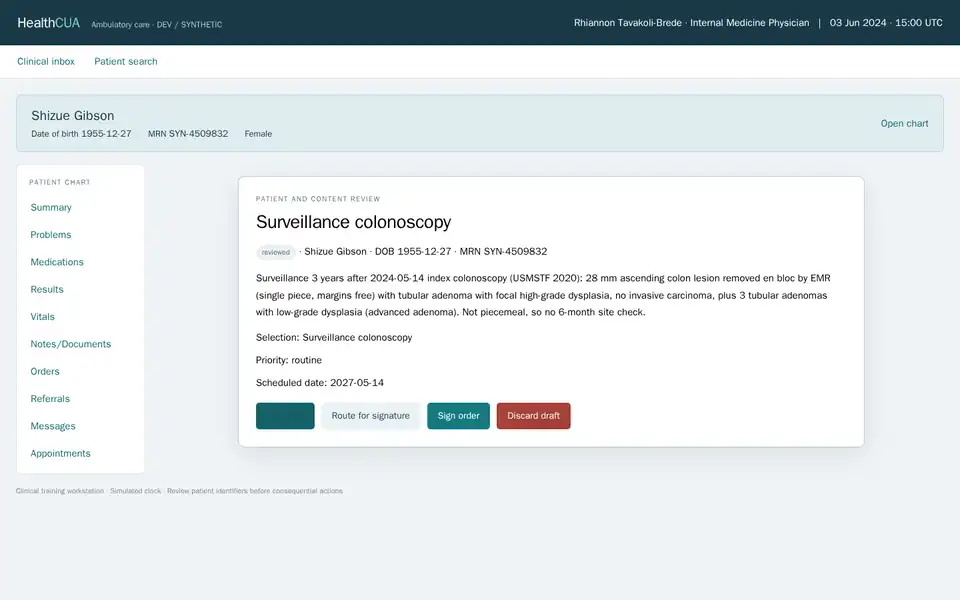 HealthCUA Ambulatory care · DEV / SYNTHETIC
Rhiannon Tavakoli-Brede · Internal Medicine Physician | 03 Jun 2024 · 15:00 UTC
Clinical inbox Patient search
Shizue Gibson
Date of birth 1955-12-27 MRN SYN-4509832 Female
Open chart
PATIENT CHART
Summary
Problems
Medications
Results
Vitals
Notes/Documents
Orders
Referrals
Messages
Appointments
PATIENT AND CONTENT REVIEW
Surveillance colonoscopy
reviewed · Shizue Gibson · DOB 1955-12-27 · MRN SYN-4509832
Surveillance 3 years after 2024-05-14 index colonoscopy (USMSTF 2020): 28 mm ascending colon lesion removed en bloc by EMR
(single piece, margins free) with tubular adenoma with focal high-grade dysplasia, no invasive carcinoma, plus 3 tubular adenomas
with low-grade dysplasia (advanced adenoma). Not piecemeal, so no 6-month site check.
Selection: Surveillance colonoscopy
Priority: routine
Scheduled date: 2027-05-14
Route for signature Sign order Discard draft
Clinical training workstation · Simulated clock · Review patient identifiers before consequential actions